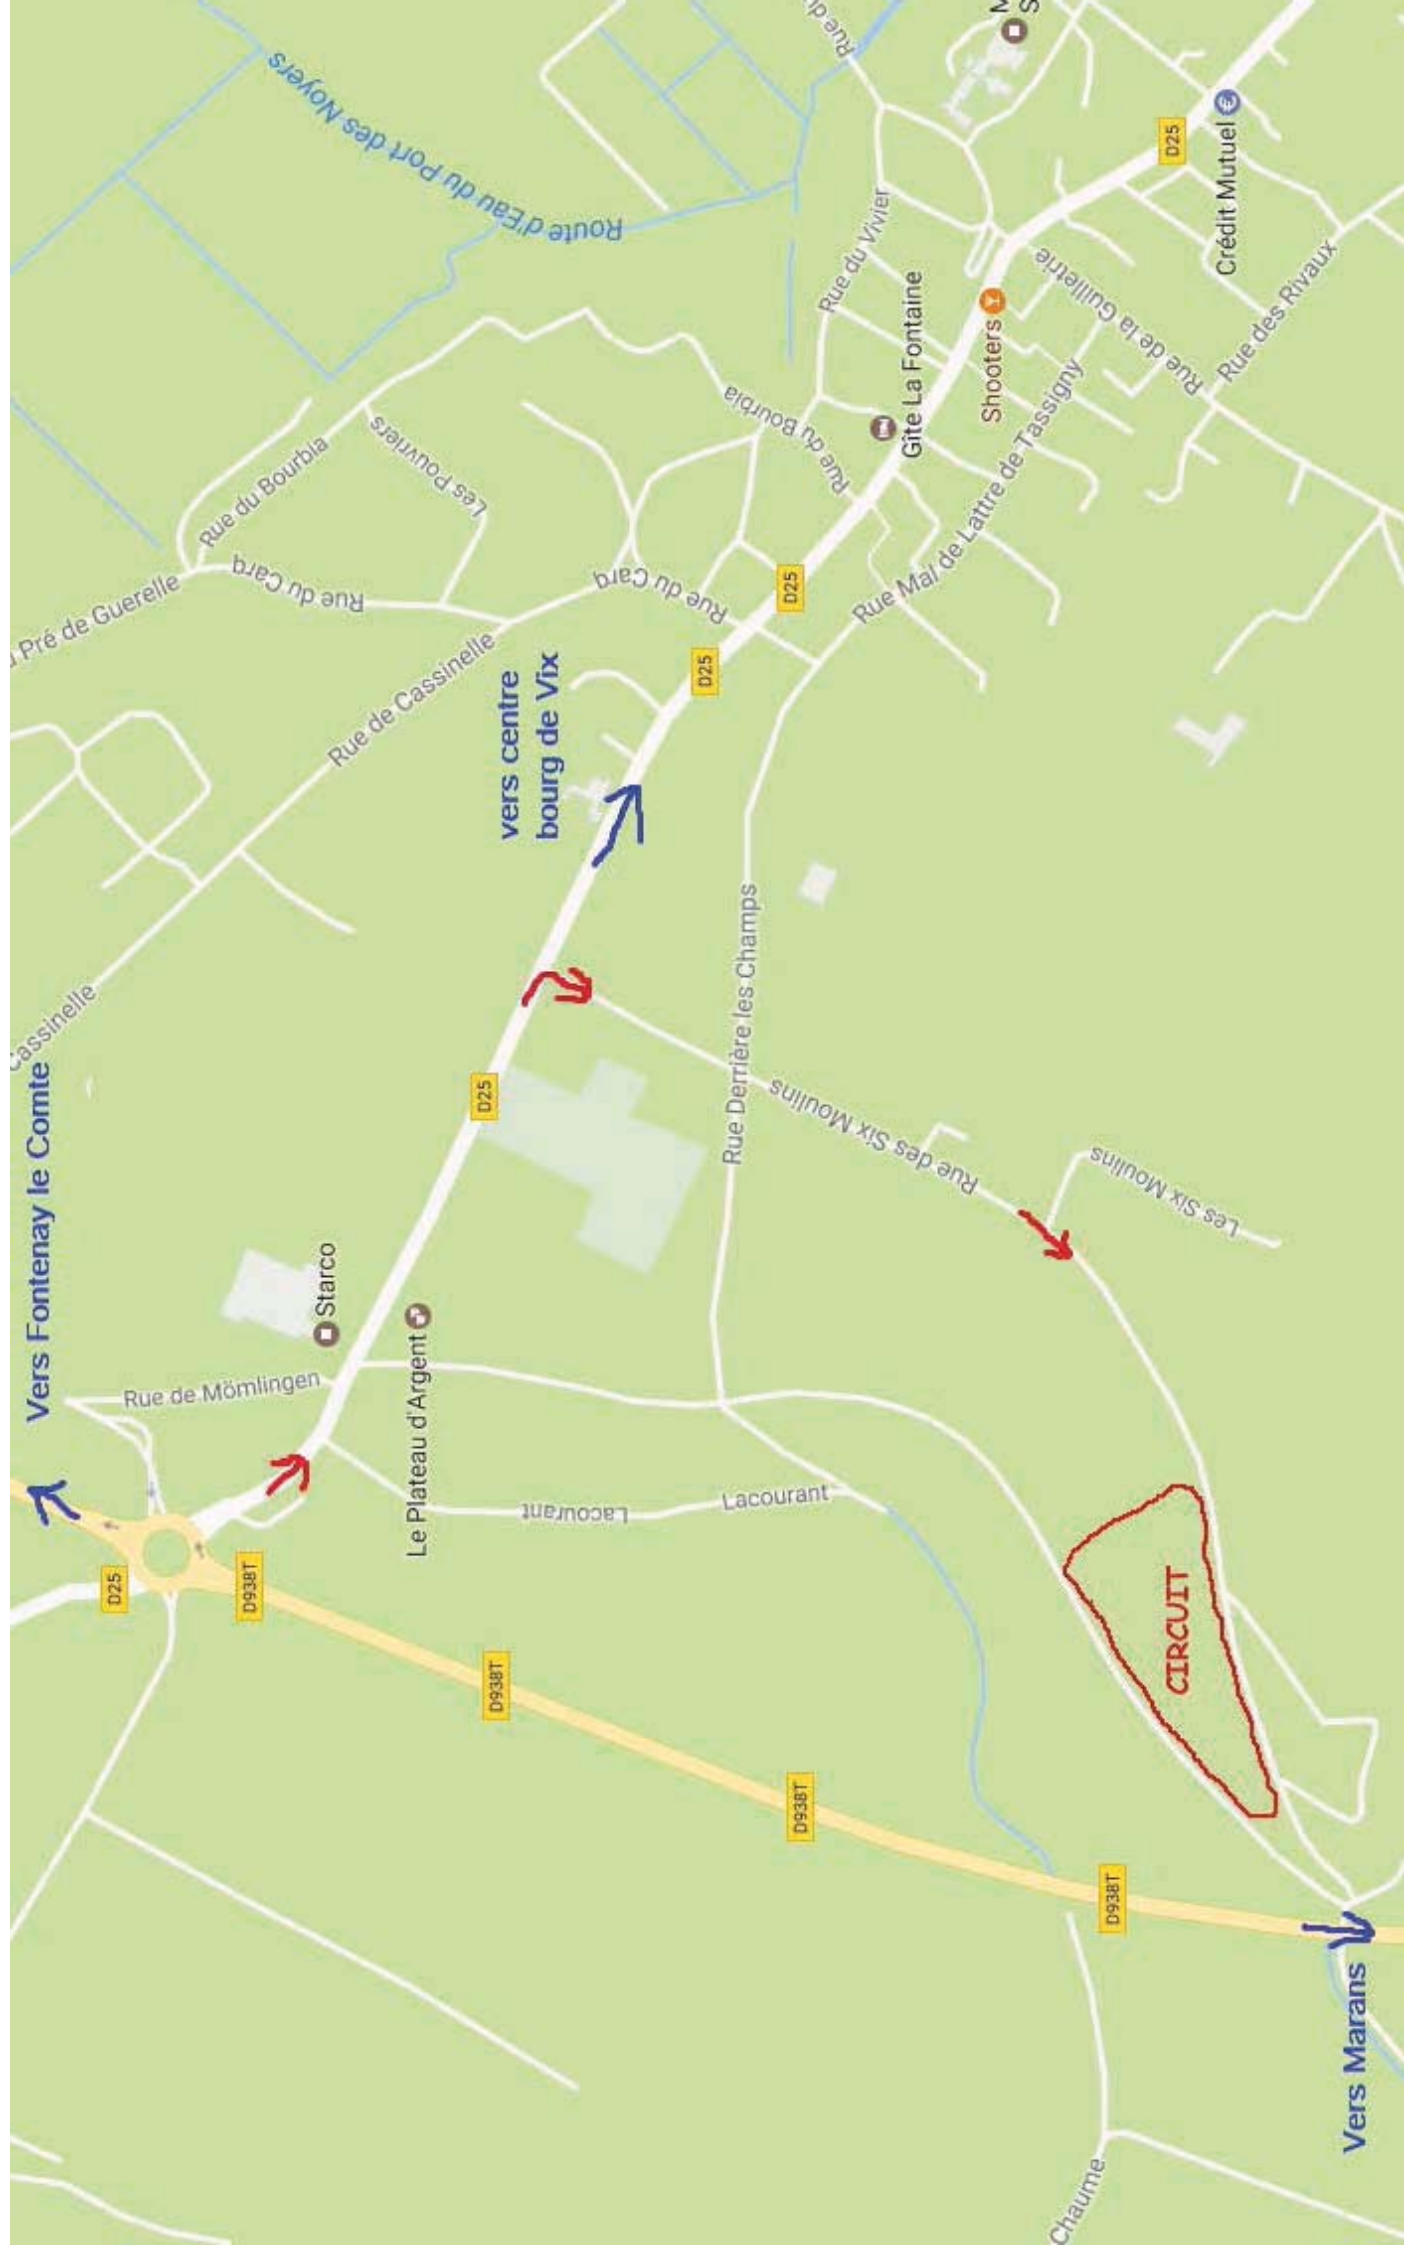 Vers Fontenay le Comte
Cassinelle
Pré de Guerelle
D25
Rue de Mömlingen
D938T
Rue du Bourbia
Rue du Carq
Starco
Rue de Cassinelle
Le Plateau d'Argent
Les Pouvriers
Route d'Eau du Port des Noyers
D25
D938T
vers centre
bourg de Vix
Lacourant
Rue du Carq
D25
Rue Derrière les Champs
Lacourant
D25
D938T
Rue du Bourbia
Rue du Vivier
Rue des Six Moulins
Gîte La Fontaine
Rue Mal de Lattre de Tassigny
Shooters
Chaume
D938T
Rue de la Guilletrie
Les Six Moulins
CIRCUIT
D25
Crédit Mutuel
Rue des Rivaux
Vers Marans